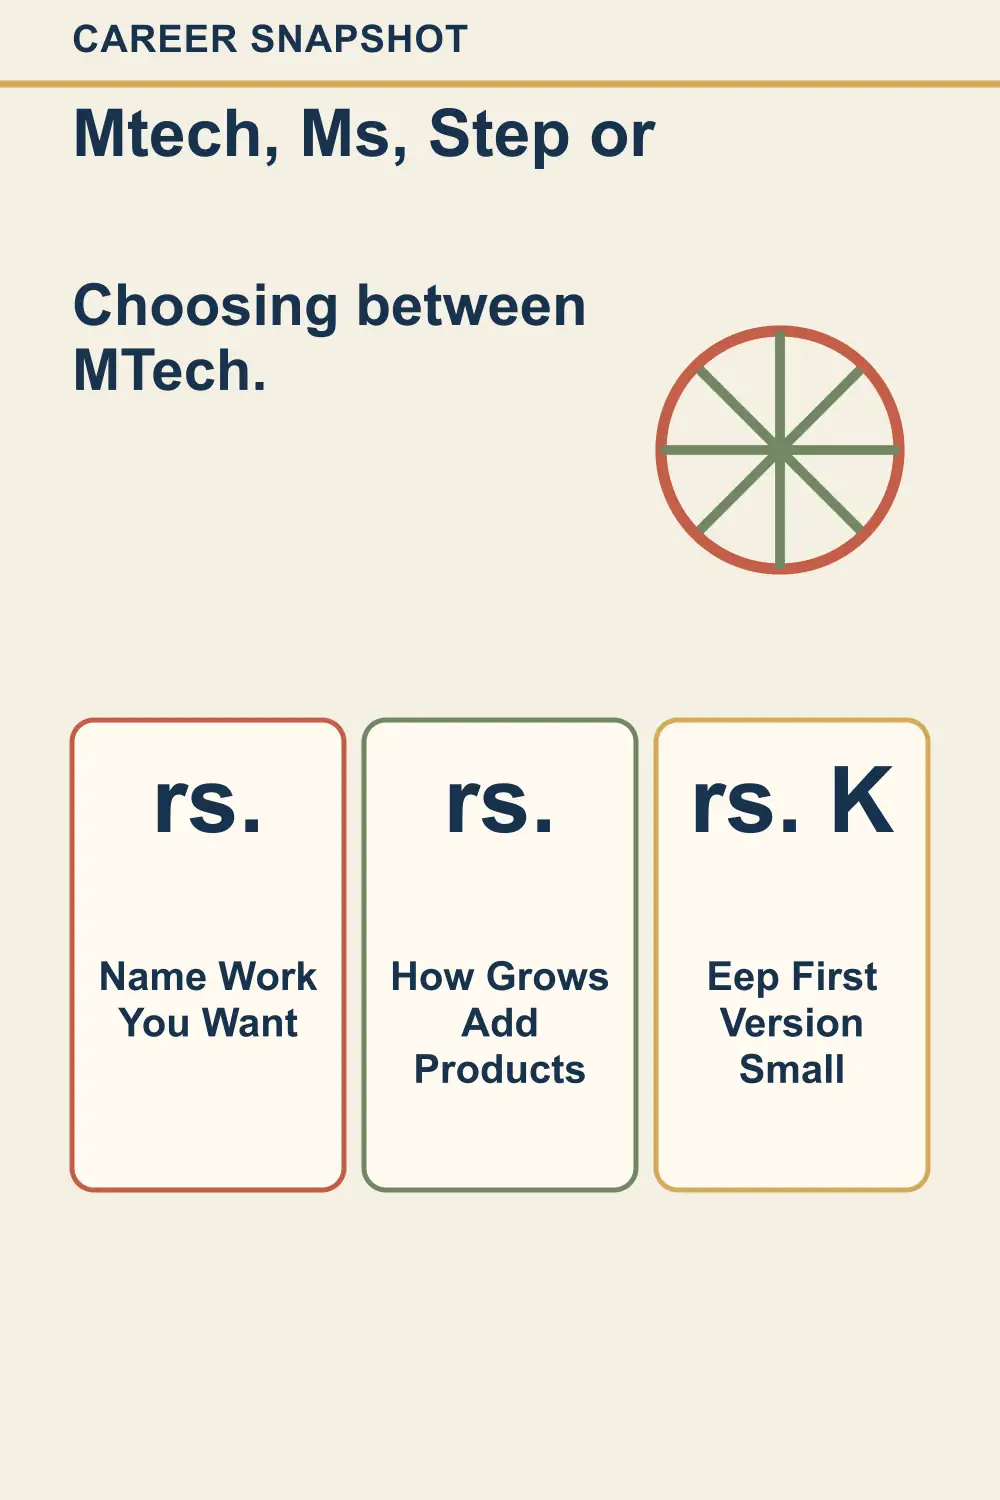 CAREER SNAPSHOT
Mtech, Ms, Step or
Choosing between
MTech.
rs.
Name Work
You Want
rs.
How Grows
Add
Products
rs. K
Eep First
Version
Small